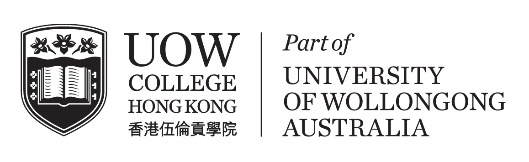 UOW
COLLEGE
HONG KONG
香港伍倫貢學院
Part of
UNIVERSITY
OF WOLLONGONG
AUSTRALIA